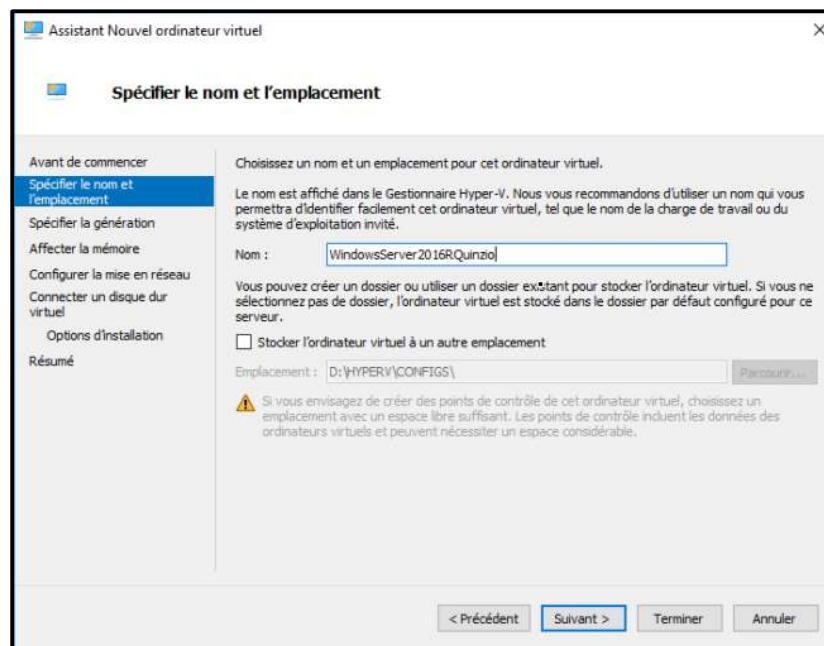 Assistant Nouvel ordinateur virtuel
Spécifier le nom et l'emplacement
Avant de commencer
Spécifier le nom et
l'emplacement
Spécifier la génération
Affecter la mémoire
Configurer la mise en réseau
Connecter un disque dur
virtuel
Options d'installation
Résumé
Choisissez un nom et un emplacement pour cet ordinateur virtuel.
Le nom est affiché dans le Gestionnaire Hyper-V. Nous vous recommandons d'utiliser un nom qui vous
permettra d'identifier facilement cet ordinateur virtuel, tel que le nom de la charge de travail ou du
système d'exploitation invité.
Nom : WindowsServer2016RQuinzio
Vous pouvez créer un dossier ou utiliser un dossier existant pour stocker l'ordinateur virtuel. Si vous ne
sélectionnez pas de dossier, l'ordinateur virtuel est stocké dans le dossier par défaut configuré pour ce
serveur.
Stocker l'ordinateur virtuel à un autre emplacement
Emplacement : D:\HYPERV\CONFIGS\ Parcourir...
Si vous envisagez de créer des points de contrôle de cet ordinateur virtuel, choisissez un
emplacement avec un espace libre suffisant. Les points de contrôle incluent les données des
ordinateurs virtuels et peuvent nécessiter un espace considérable.
< Précédent Suivant > Terminer Annuler